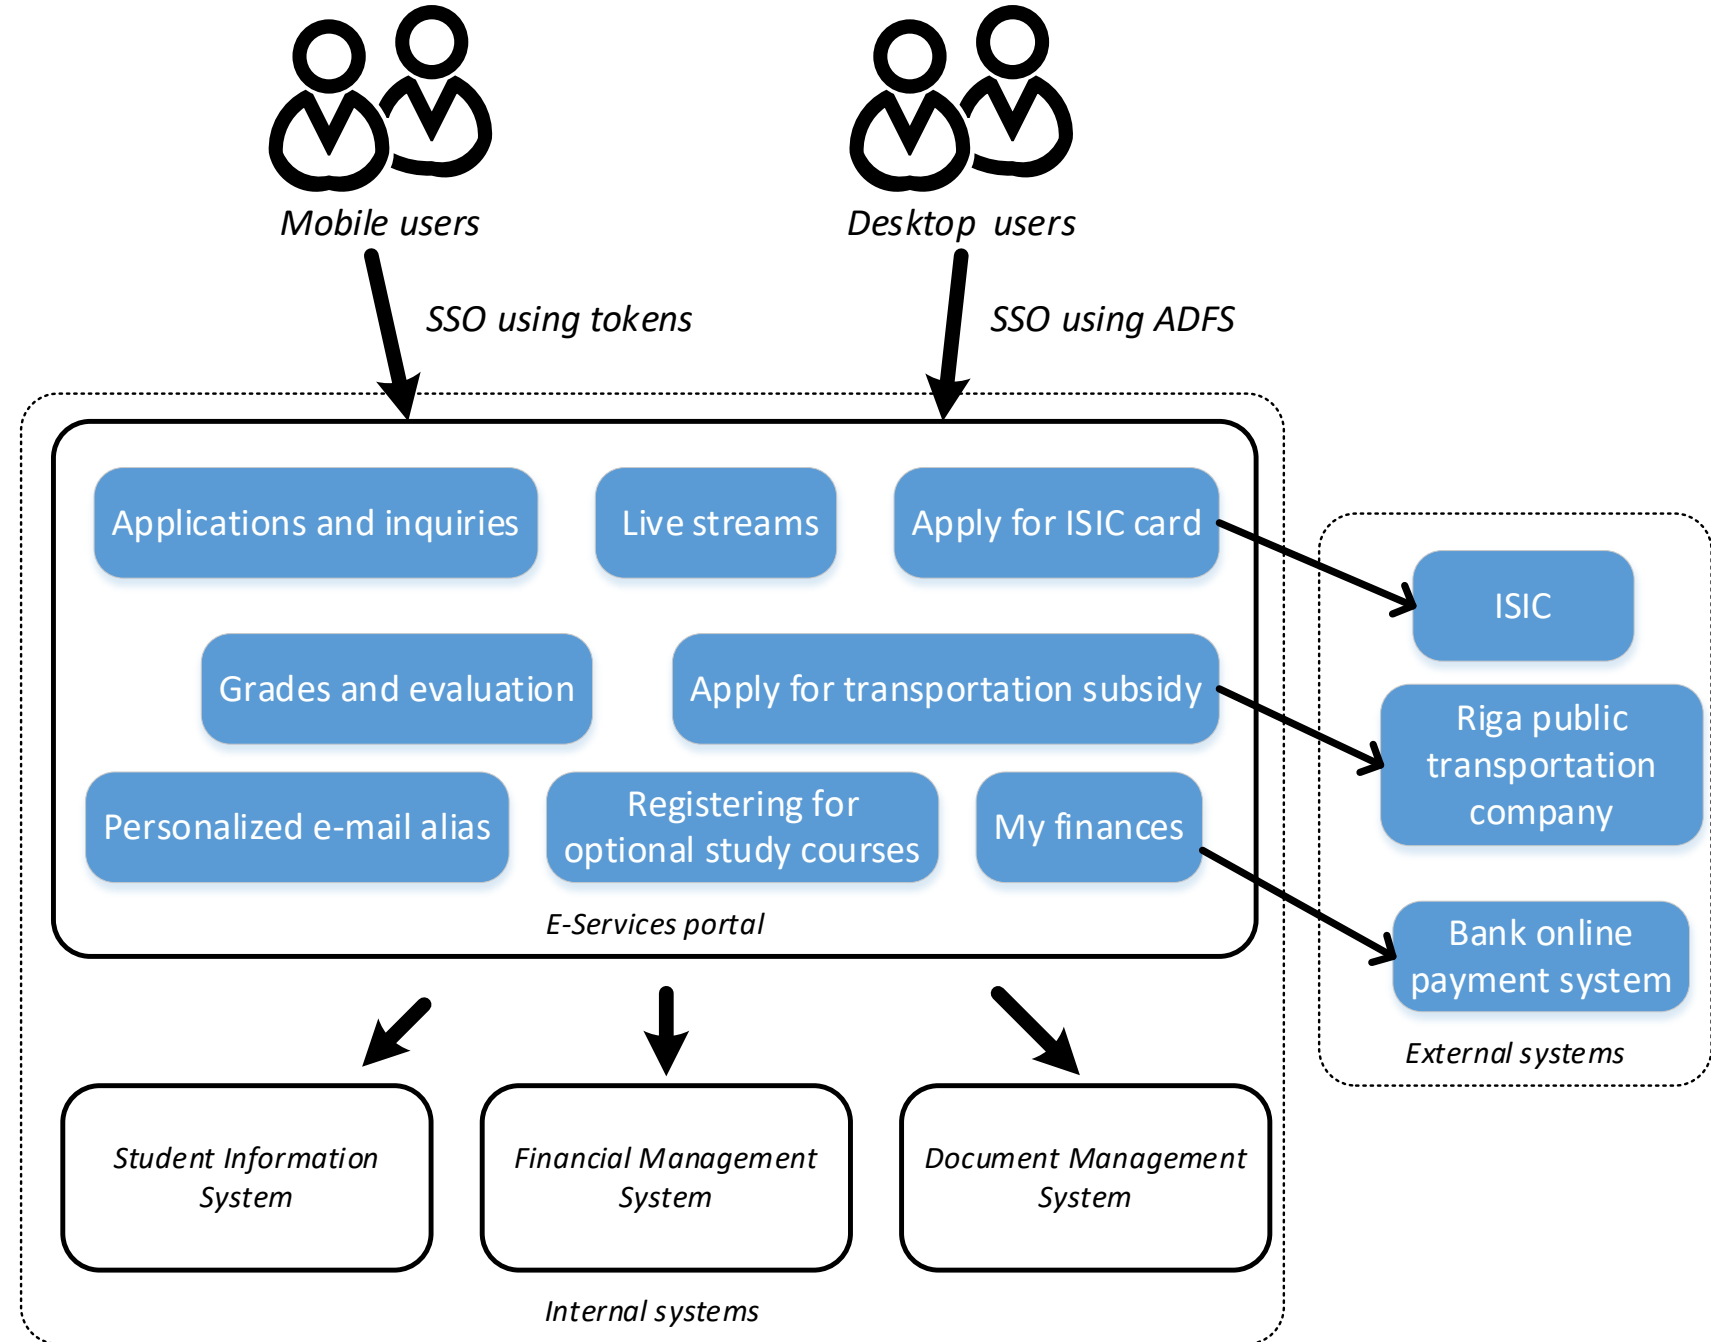 Mobile users
Desktop users
SSO using tokens
SSO using ADFS
Applications and inquiries
Live streams
Apply for ISIC card
ISIC
Grades and evaluation
Apply for transportation subsidy
Riga public
transportation
company
Personalized e-mail alias
Registering for
optional study courses
My finances
E-Services portal
Bank online
payment system
External systems
Student Information
System
Financial Management
System
Document Management
System
Internal systems